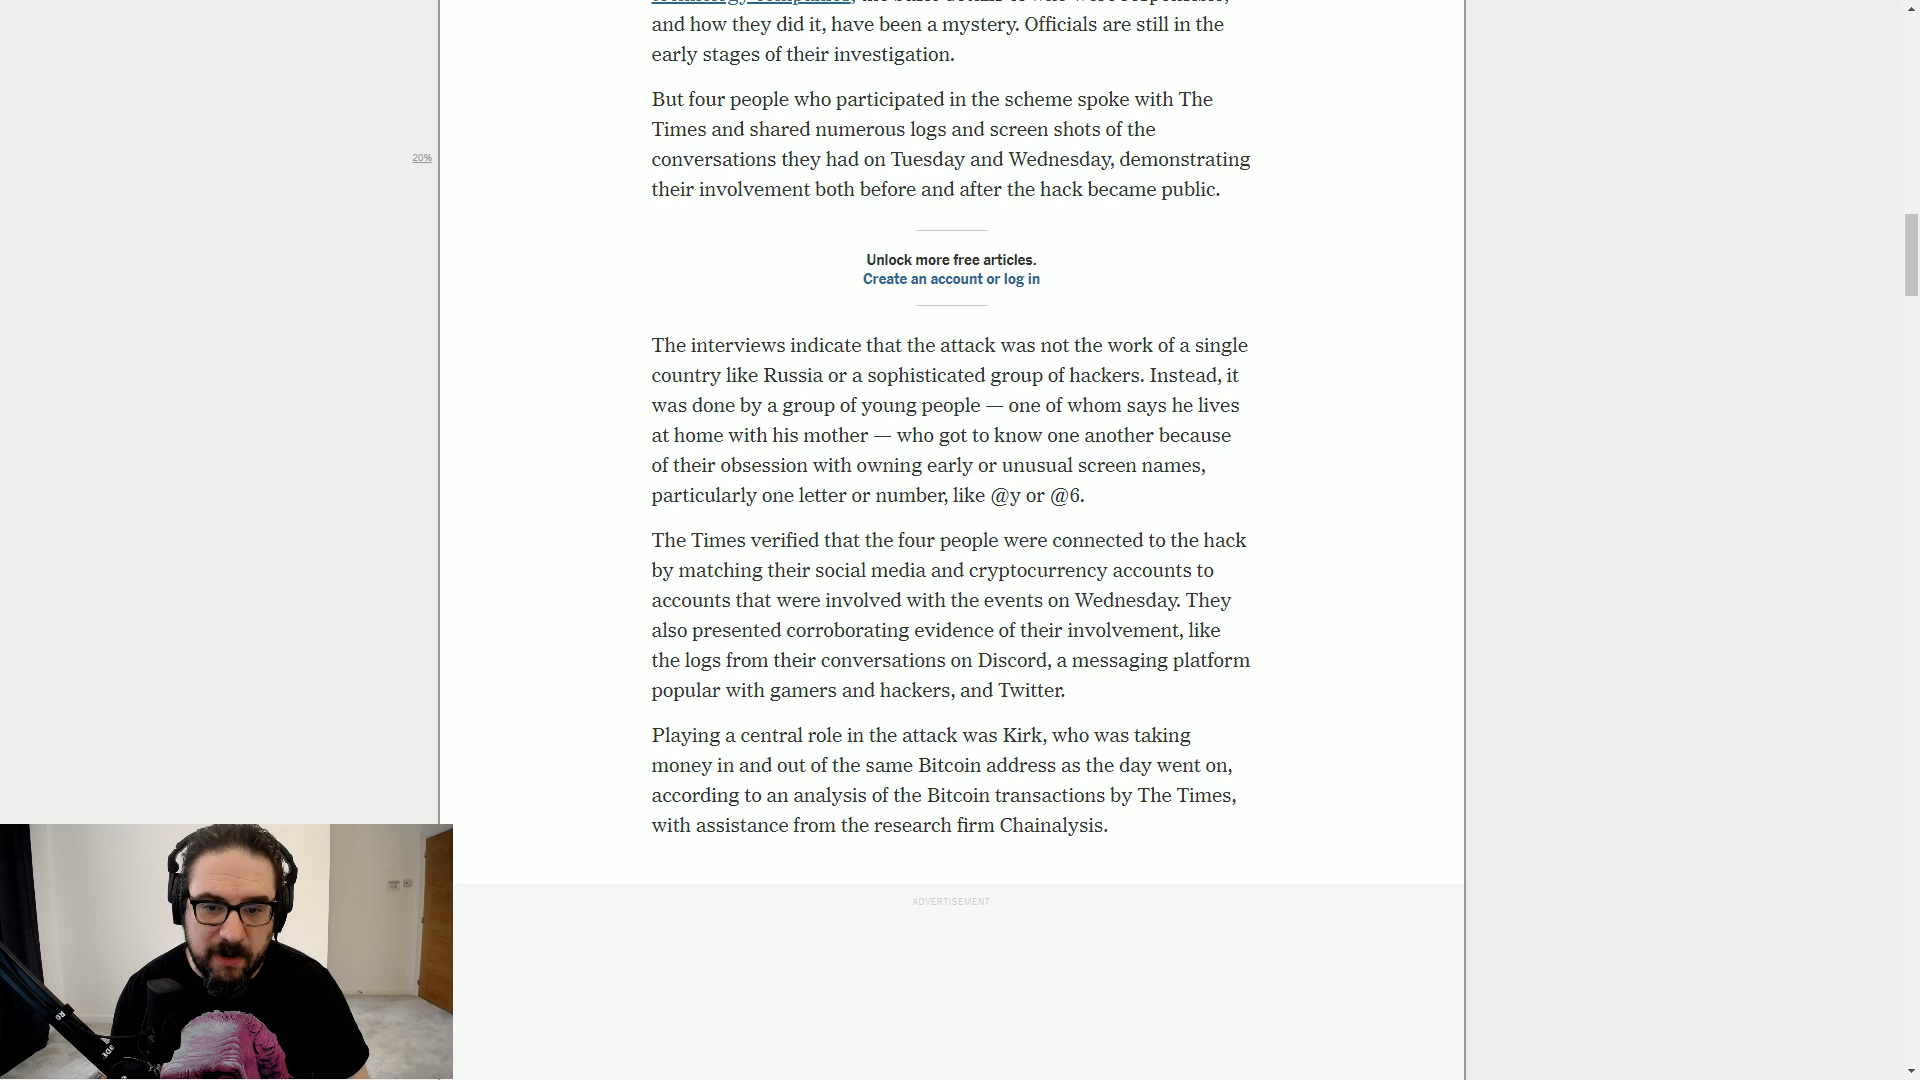 and how they did it, have been a mystery. Officials are still in the
early stages of their investigation.
But four people who participated in the scheme spoke with The
Times and shared numerous logs and screen shots of the
20%
conversations they had on Tuesday and Wednesday, demonstrating
their involvement both before and after the hack became public.
Unlock more free articles.
Create an account or log in
The interviews indicate that the attack was not the work of a single
country like Russia or a sophisticated group of hackers. Instead, it
was done by a group of young people — one of whom says he lives
at home with his mother — who got to know one another because
of their obsession with owning early or unusual screen names,
particularly one letter or number, like @y or @6.
The Times verified that the four people were connected to the hack
by matching their social media and cryptocurrency accounts to
accounts that were involved with the events on Wednesday. They
also presented corroborating evidence of their involvement, like
the logs from their conversations on Discord, a messaging platform
popular with gamers and hackers, and Twitter.
Playing a central role in the attack was Kirk, who was taking
money in and out of the same Bitcoin address as the day went on,
according to an analysis of the Bitcoin transactions by The Times,
with assistance from the research firm Chainalysis.
ADVERTISEMENT